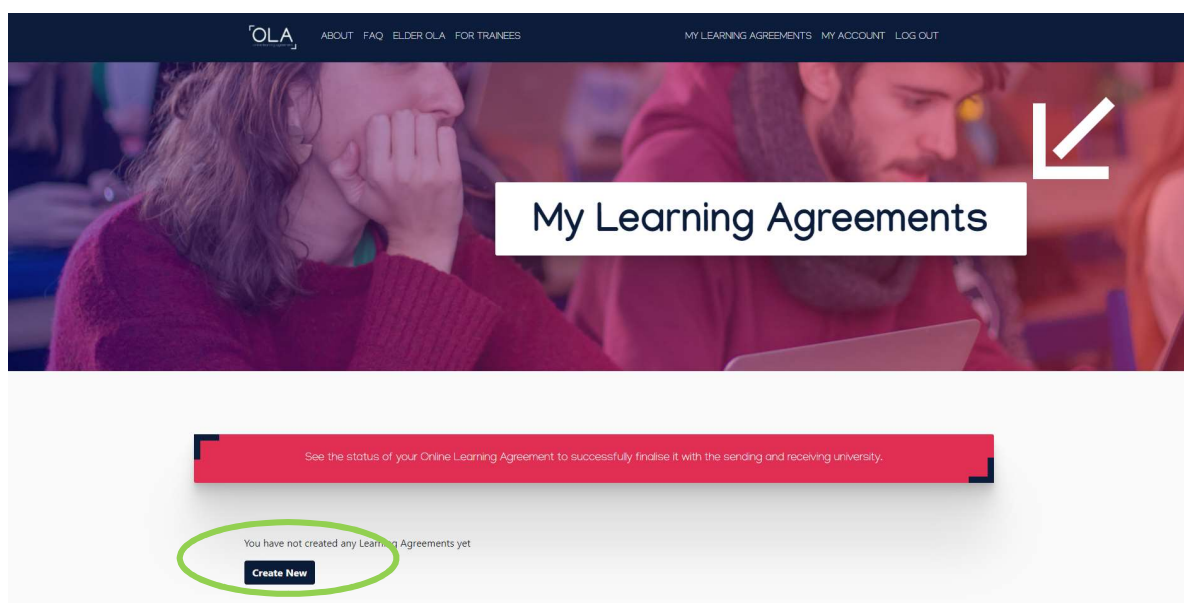 OLA
ABOUT FAQ ELDER OLA FOR TRAINEES MY LEARNING AGREEMENTS MY ACCOUNT LOG OUT
My Learning Agreements
See the status of your Online Learning Agreement to successfully finalise it with the sending and receiving university.
You have not created any Learning Agreements yet
Create New